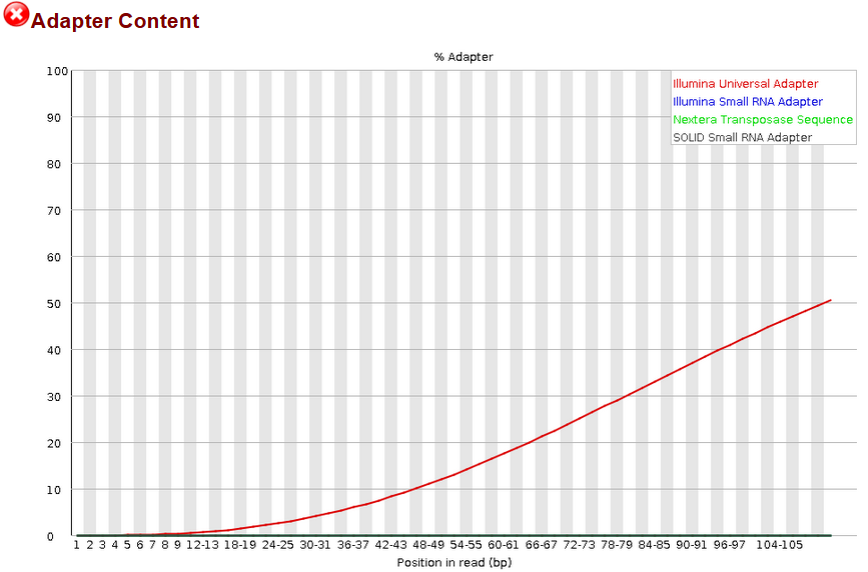 Adapter Content
% Adapter
Illumina Universal Adapter
Illumina Small RNA Adapter
Nextera Transposase Sequence
SOLID Small RNA Adapter
100
90
80
70
60
50
40
30
20
10
0
1 2 3 4 5 6 7 8 9 12-13 18-19 24-25 30-31 36-37 42-43 48-49 54-55 60-61 66-67 72-73 78-79 84-85 90-91 96-97 104-105
Position in read (bp)